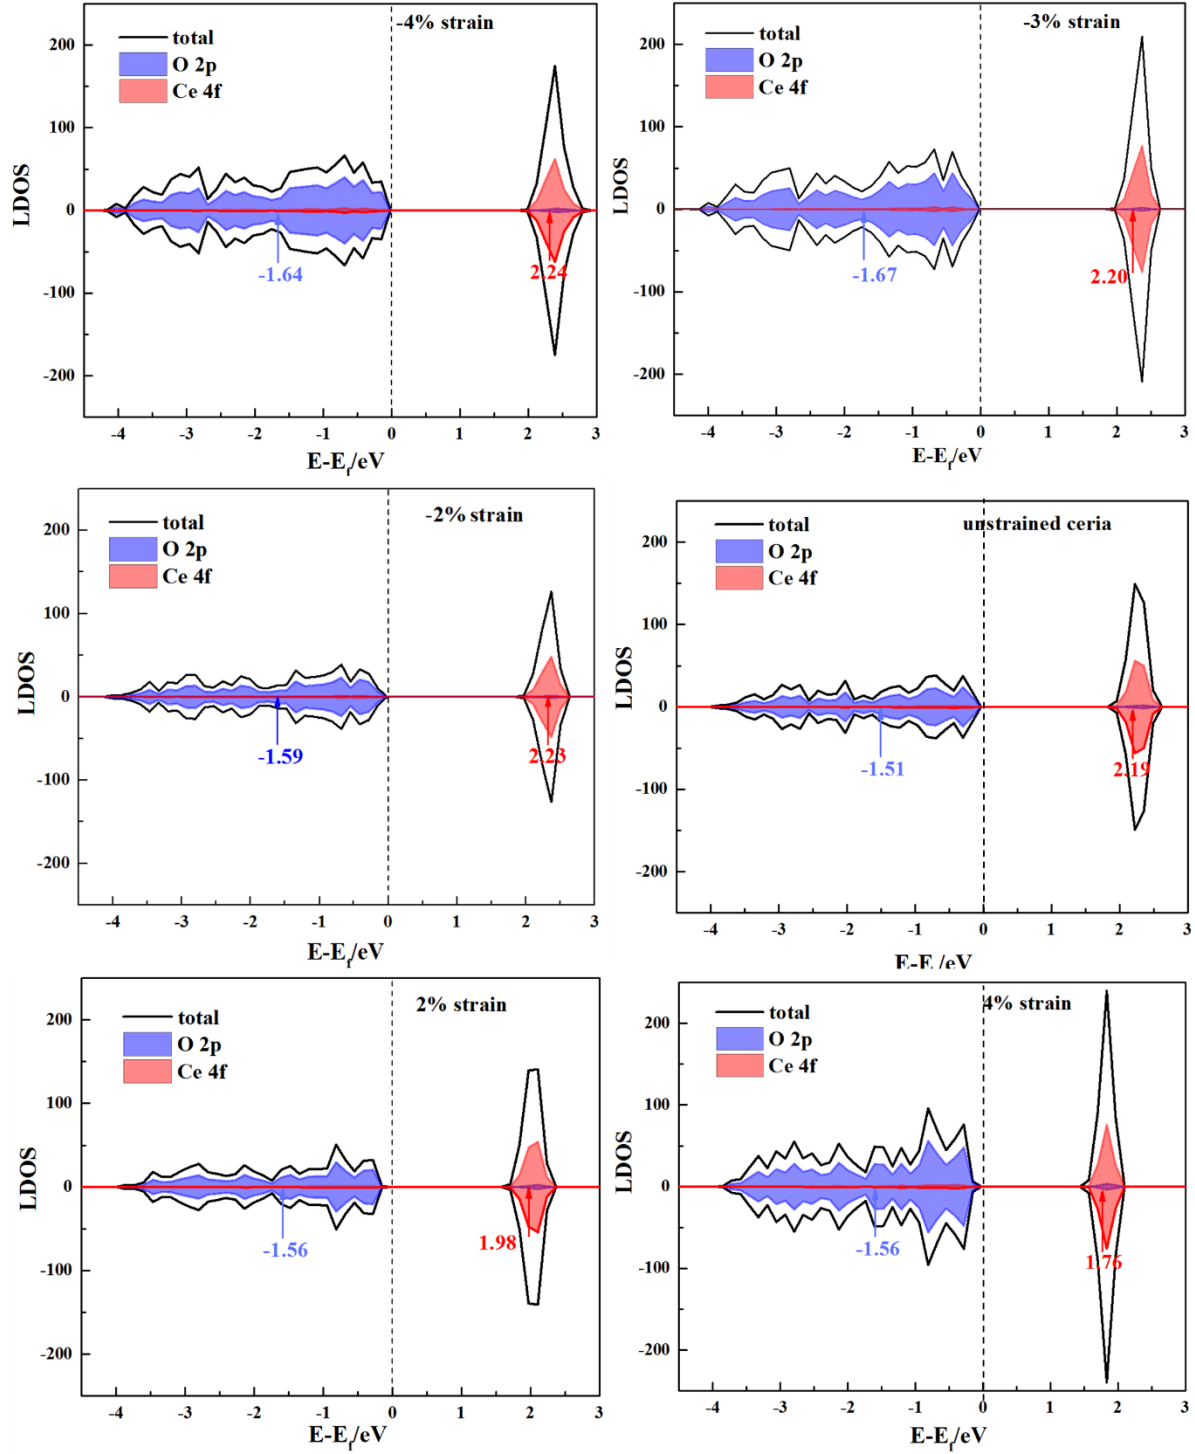 -4% strain
total
O 2p
Ce 4f
200
100
0
-100
-200
LDOS
-1.64
2.24
-4 -3 -2 -1 0 1 2 3
E-Ef/eV
-3% strain
total
O 2p
Ce 4f
200
100
0
-100
-200
LDOS
-1.67
2.20
-4 -3 -2 -1 0 1 2 3
E-Ef/eV
-2% strain
total
O 2p
Ce 4f
200
100
0
-100
-200
LDOS
-1.59
2.23
-4 -3 -2 -1 0 1 2 3
E-Ef/eV
unstrained ceria
total
O 2p
Ce 4f
200
100
0
-100
-200
LDOS
-1.51
2.19
-4 -3 -2 -1 0 1 2 3
E-E/eV
2% strain
total
O 2p
Ce 4f
200
100
0
-100
-200
LDOS
-1.56
1.98
-4 -3 -2 -1 0 1 2 3
E-Ef/eV
4% strain
total
O 2p
Ce 4f
200
100
0
-100
-200
LDOS
-1.56
1.76
-4 -3 -2 -1 0 1 2 3
E-Ef/eV